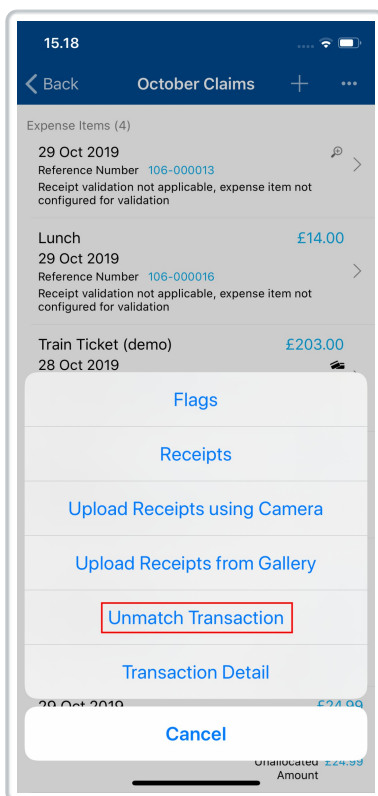 15.18
Back October Claims
Expense Items (4)
29 Oct 2019
Reference Number 106-000013
Receipt validation not applicable, expense item not
configured for validation
Lunch £14.00
29 Oct 2019
Reference Number 106-000016
Receipt validation not applicable, expense item not
configured for validation
Train Ticket (demo) £203.00
28 Oct 2019
Flags
Receipts
Upload Receipts using Camera
Upload Receipts from Gallery
Unmatch Transaction
Transaction Detail
29 Oct 2019 £24.99
Cancel
Unallocated £24.99
Amount